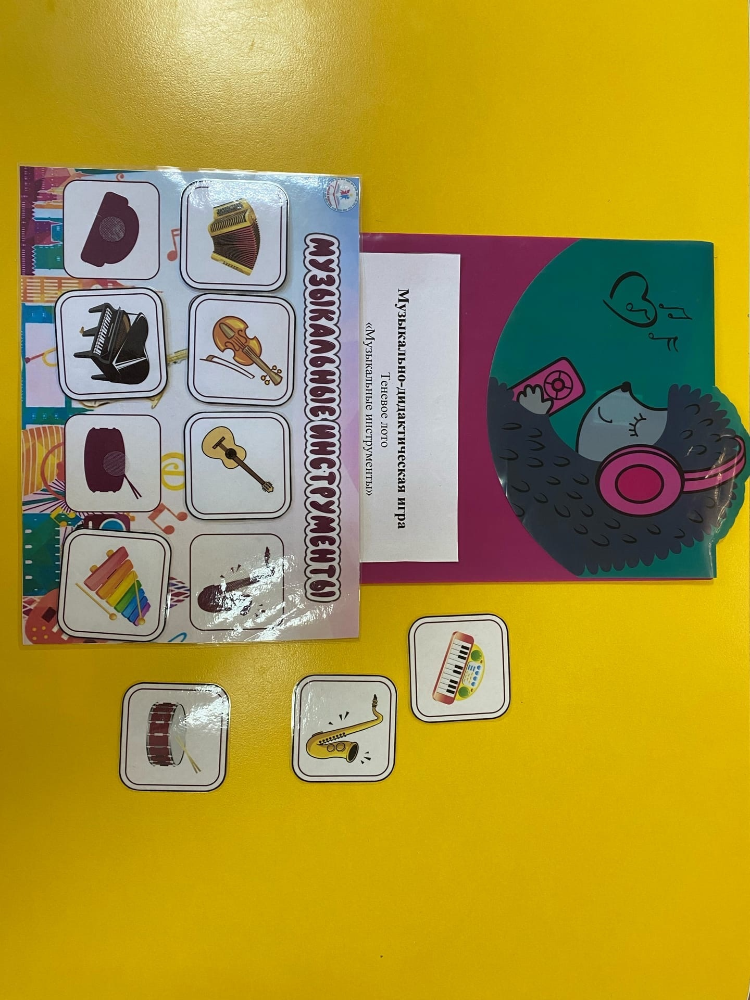 МУЗЫКАЛЬНЫЕ ИНСТРУМЕНТЫ
Музыкально-дидактическая игра
Теневое лото
«Музыкальные инструменты»